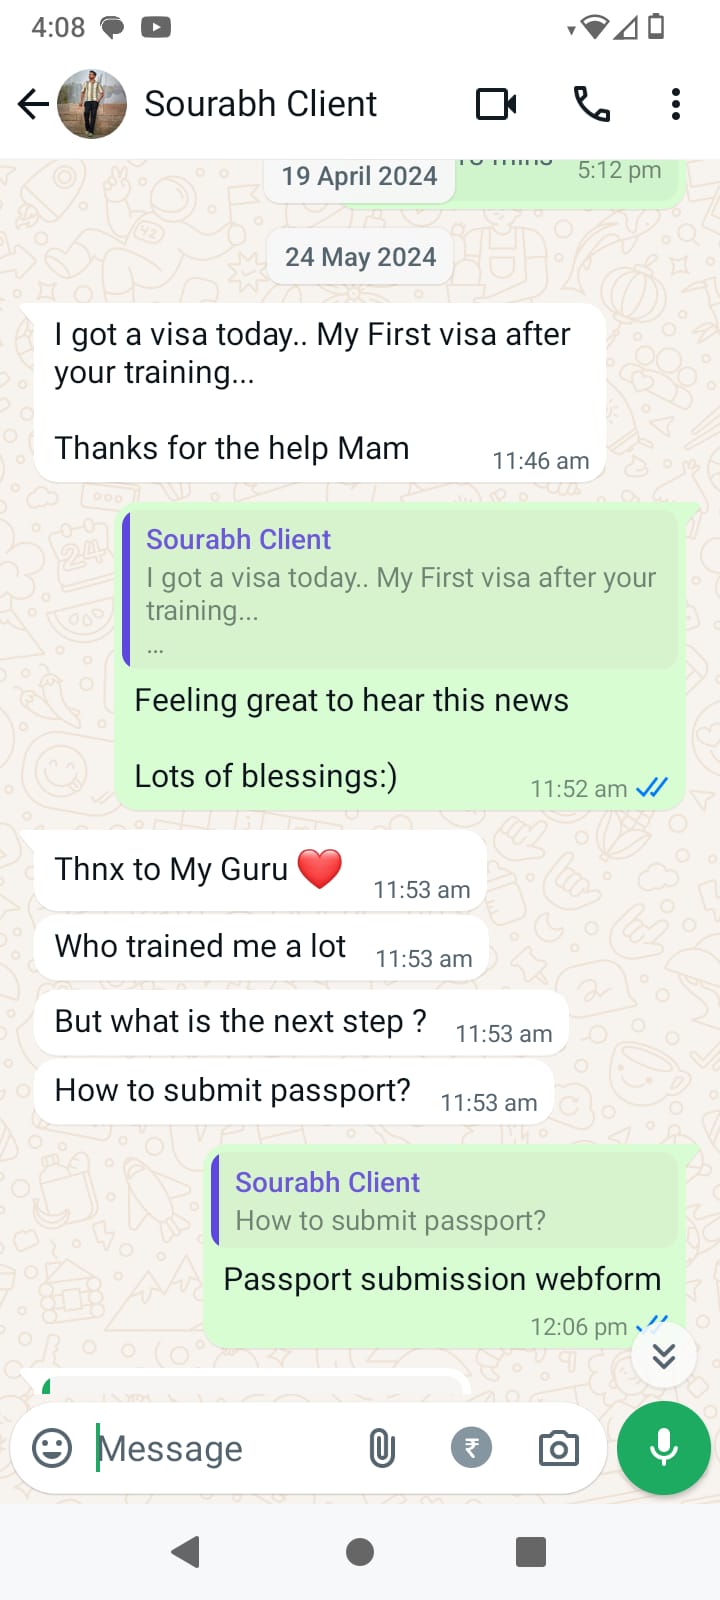 4:08
Sourabh Client
5:12 pm
19 April 2024
24 May 2024
I got a visa today.. My First visa after
your training...
Thanks for the help Mam
11:46 am
Sourabh Client
I got a visa today.. My First visa after your
training...
...
Feeling great to hear this news
Lots of blessings:)
11:52 am
Thnx to My Guru ❤️
11:53 am
Who trained me a lot
11:53 am
But what is the next step ?
11:53 am
How to submit passport?
11:53 am
Sourabh Client
How to submit passport?
Passport submission webform
12:06 pm
Message
₹